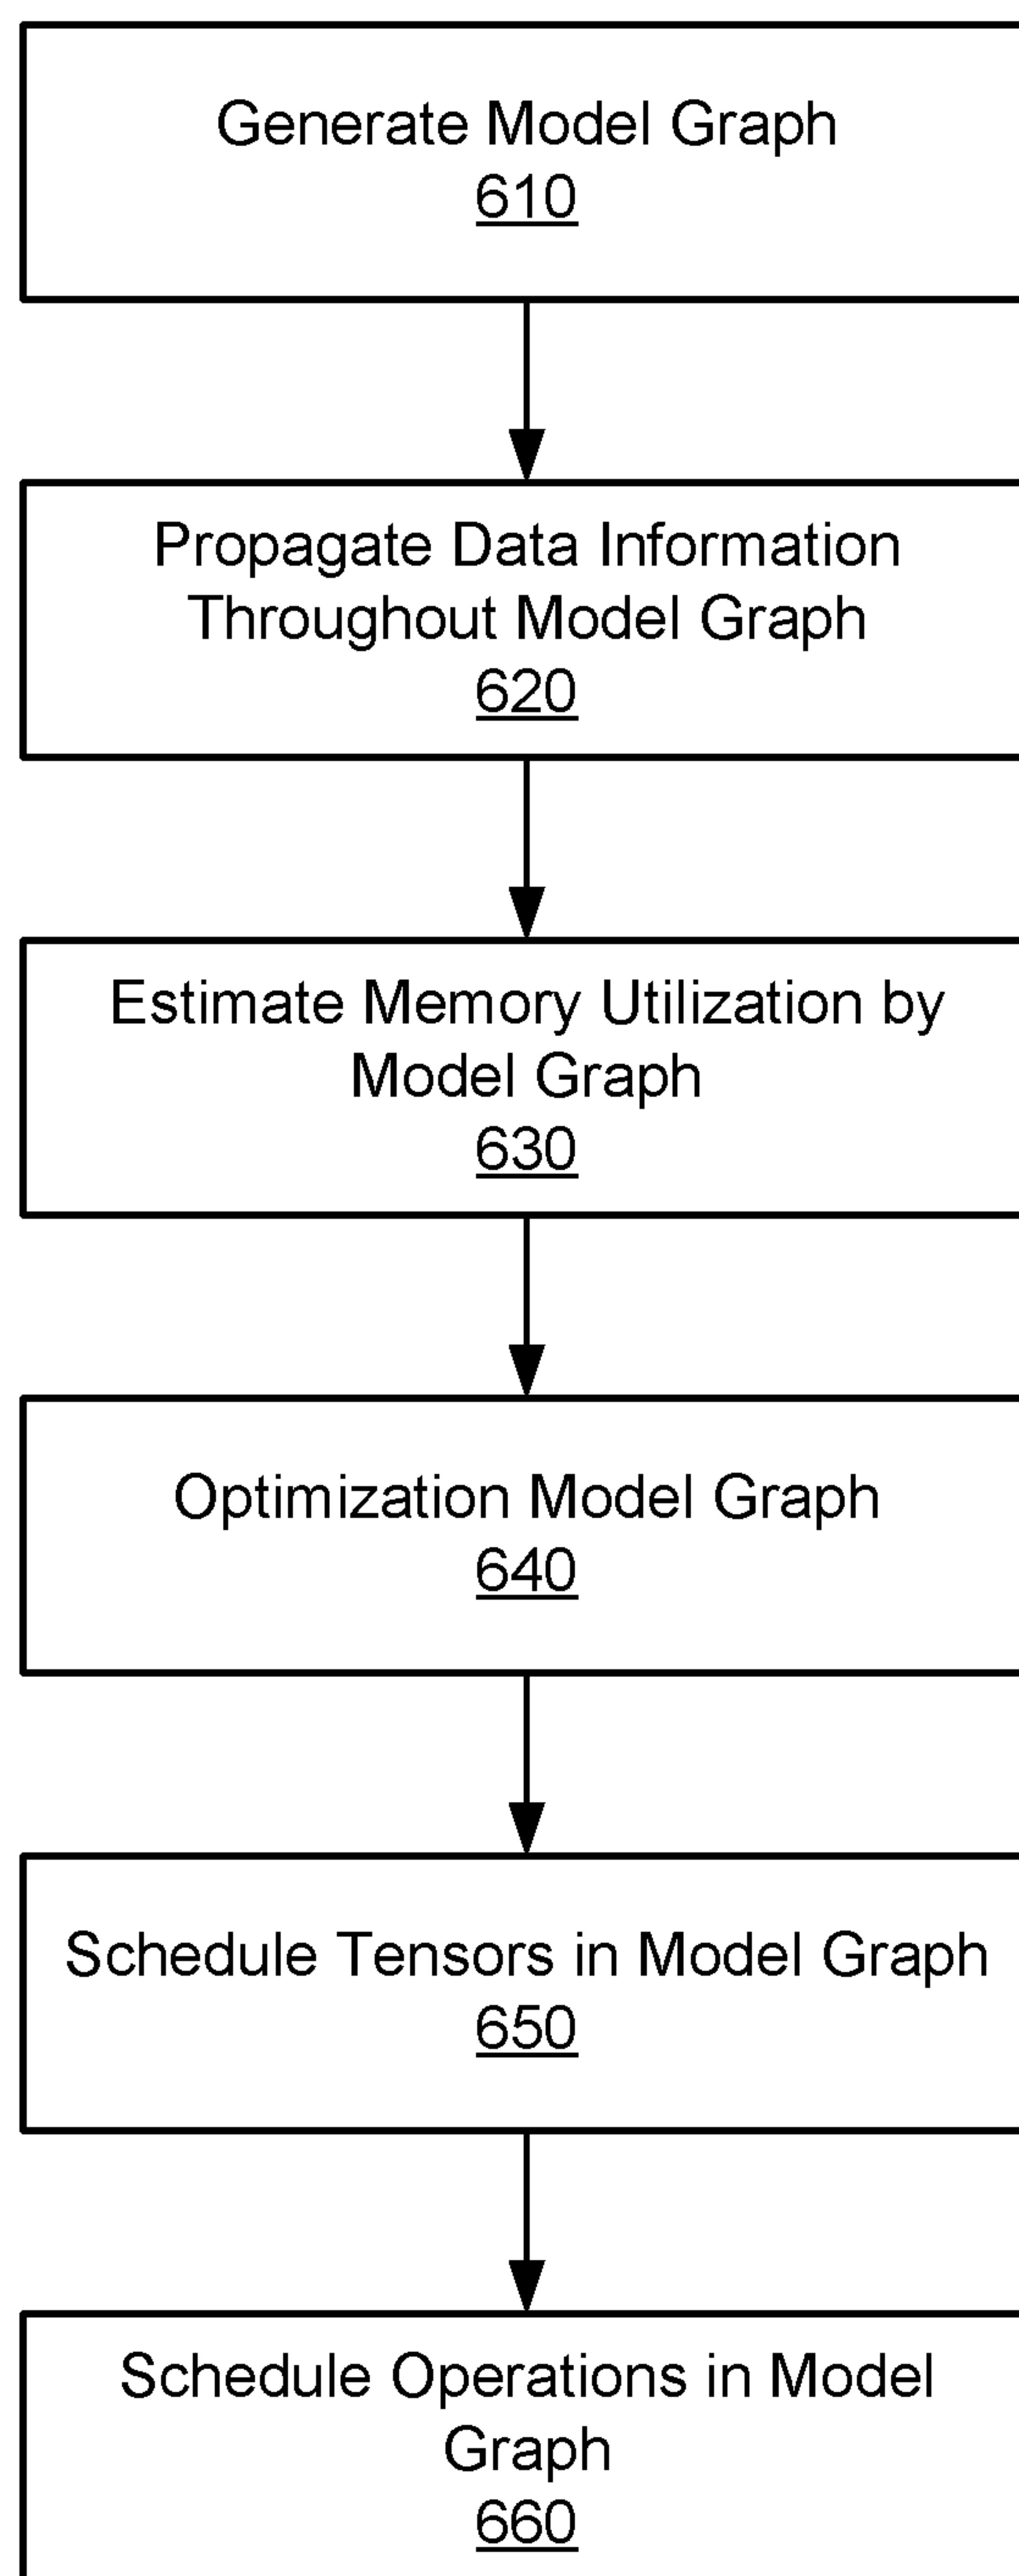 Generate Model Graph
610
Propagate Data Information
Throughout Model Graph
620
Estimate Memory Utilization by
Model Graph
630
Optimization Model Graph
640
Schedule Tensors in Model Graph
650
Schedule Operations in Model
Graph
660